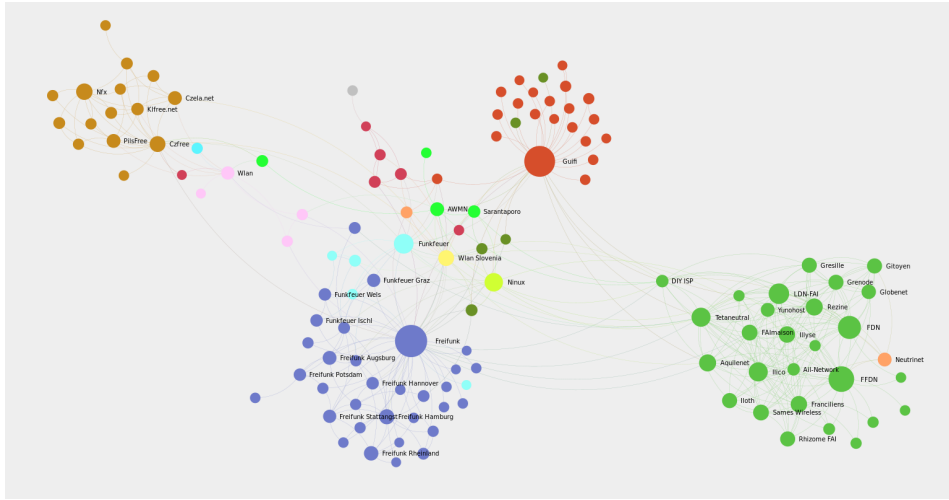 Nfx
Czela.net
Klfree.net
PilsFree
Czfree
Wlan
Guifi
AWMN
Sarantaporo
Funkfeuer
Wlan Slovenia
Funkfeuer Graz
Ninux
Funkfeuer Wels
Funkfeuer Ischl
Freifunk
Freifunk Augsburg
Freifunk Potsdam
Freifunk Hannover
Freifunk Stattangst
Freifunk Hamburg
Freifunk Rheinland
DIY ISP
Gresille
Gitoyen
Grenode
Globenet
LDN-FAI
Rezine
Yunohost
Tetaneutral
FDN
FAImaison
Illyse
Neutrinet
Aquilenet
Ilico
All-Network
FFDN
Iloth
Franciliens
Sames Wireless
Rhizome FAI